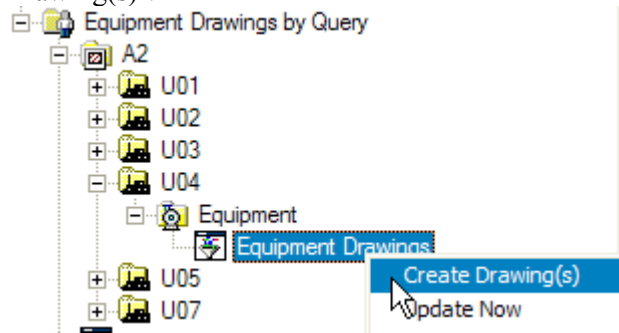 Equipment Drawings by Query
A2
U01
U02
U03
U04
Equipment
Equipment Drawings
Create Drawing(s)
U05
Update Now
U07